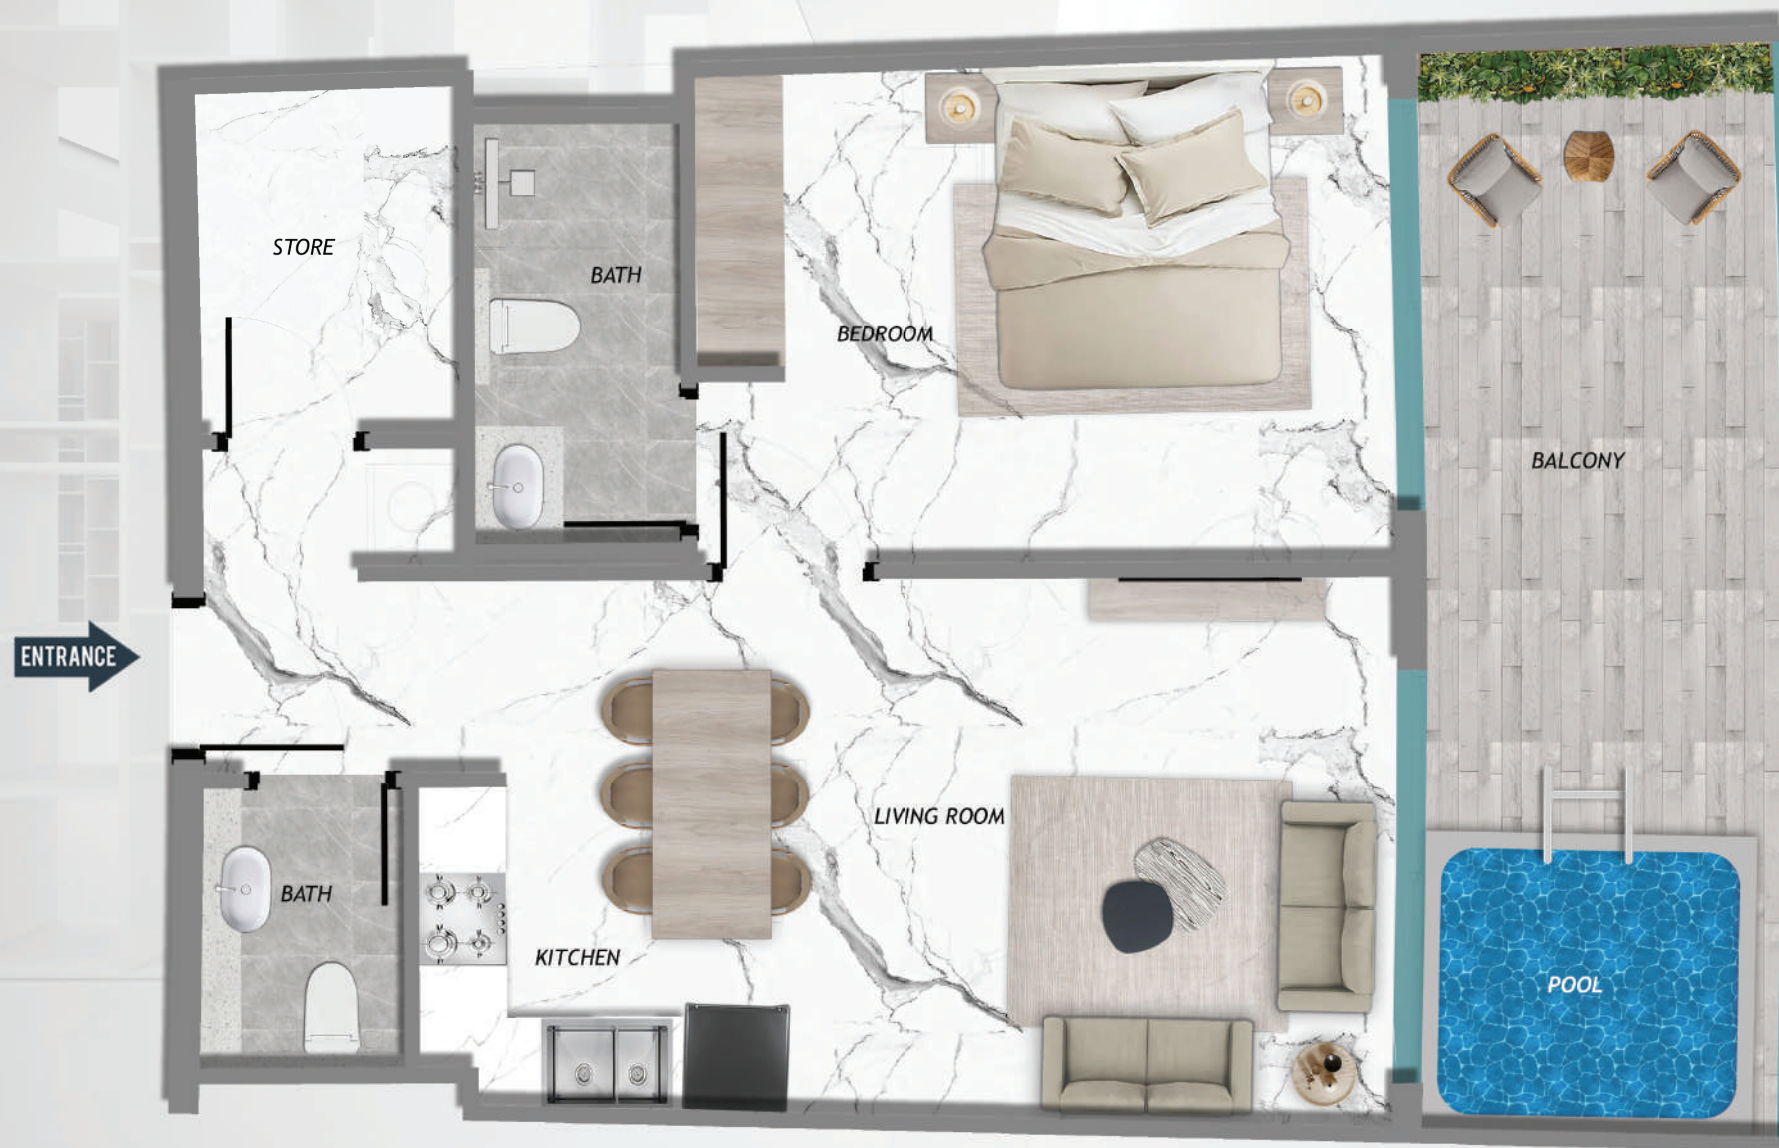 STORE
BATH
BEDROOM
BALCONY
ENTRANCE
LIVING ROOM
BATH
KITCHEN
POOL